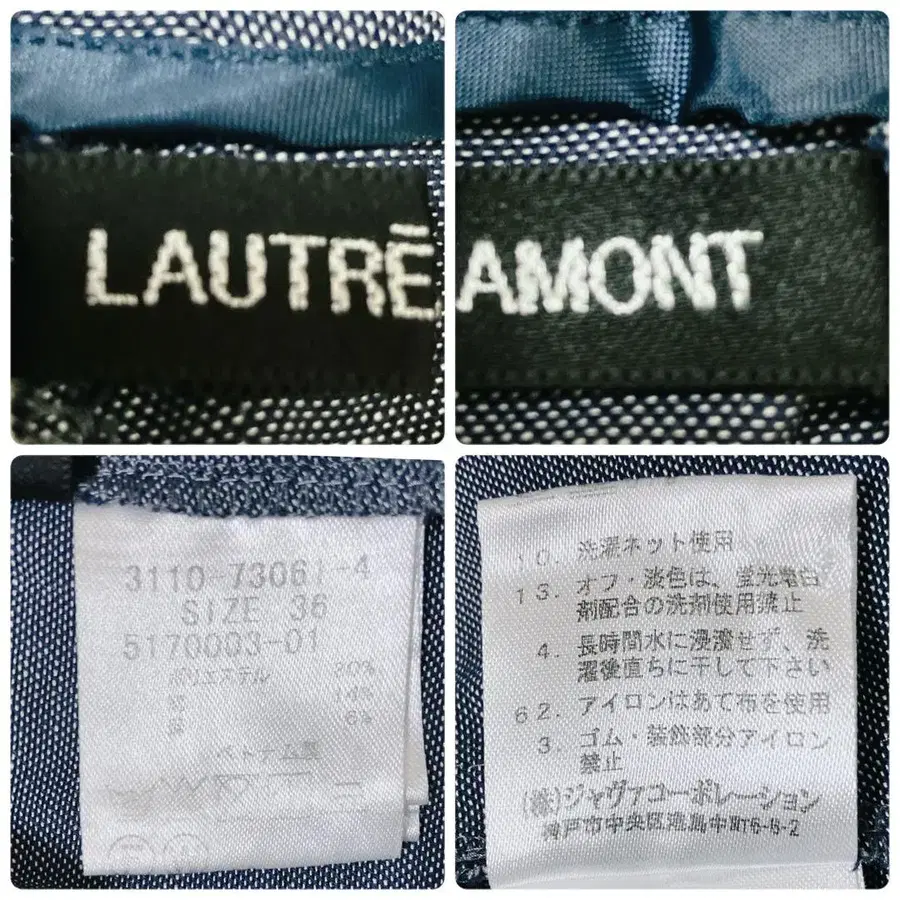 LAUTRĒ
AMONT
3110-73061-4
SIZE 36
5170003-01
ポリエステル
14%
6%
10. 洗濯ネット使用
13. オフ・淡色は、蛍光増白
剤配合の洗剤使用禁止
4. 長時間水に浸漬せず、洗
濯後直ちに干して下さい
62. アイロンはあて布を使用
3. ゴム・装飾部分アイロン
禁止
(株)ジャヴァコーポレーション
神戸市中央区港島中町6-8-2